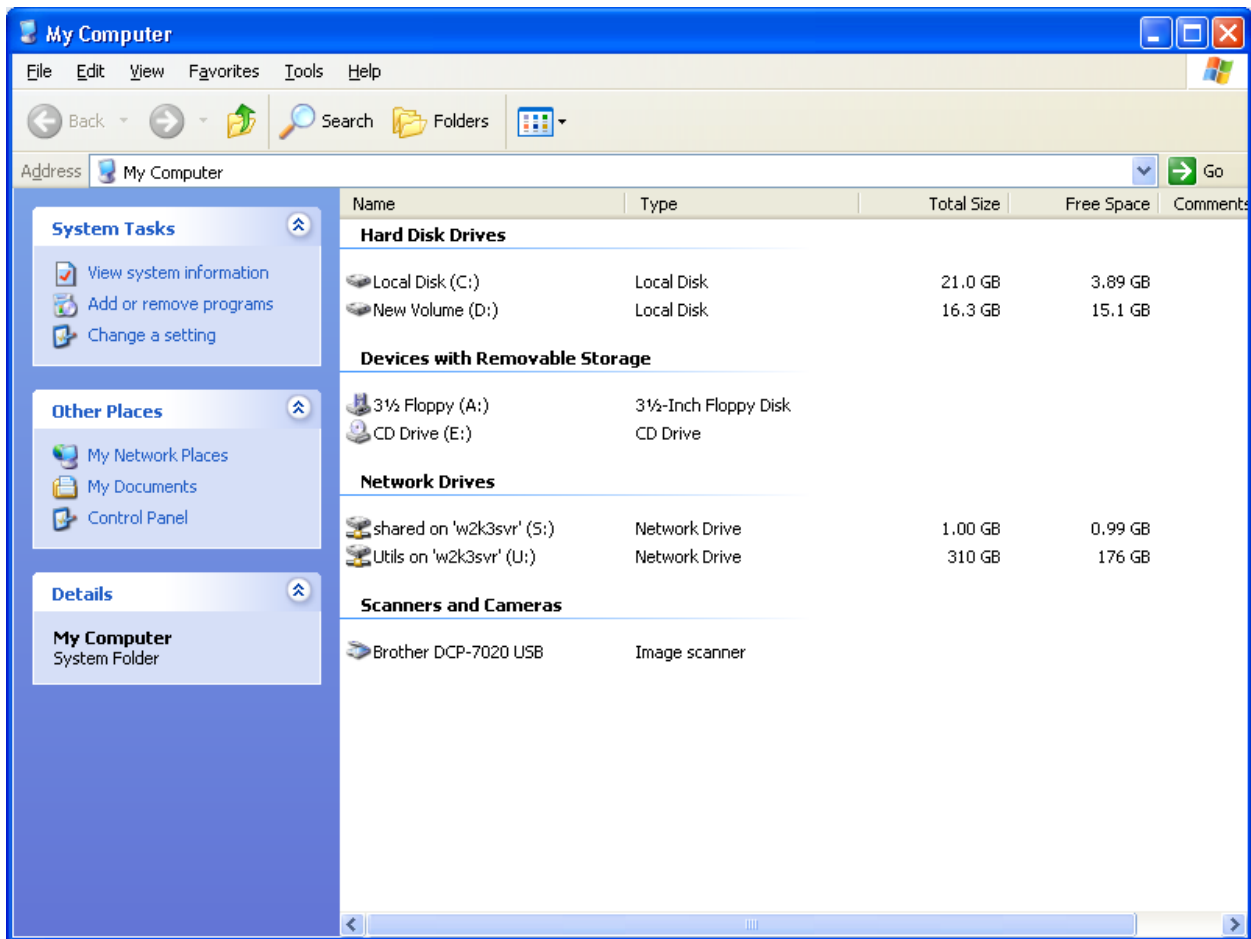 My Computer
File Edit View Favorites Tools Help
Back Search Folders
Address My Computer Go
Name Type Total Size Free Space Comments
System Tasks
View system information
Add or remove programs
Change a setting
Other Places
My Network Places
My Documents
Control Panel
Details
My Computer
System Folder
Hard Disk Drives
Local Disk (C:) Local Disk 21.0 GB 3.89 GB
New Volume (D:) Local Disk 16.3 GB 15.1 GB
Devices with Removable Storage
3½ Floppy (A:) 3½-Inch Floppy Disk
CD Drive (E:) CD Drive
Network Drives
shared on 'w2k3svr' (S:) Network Drive 1.00 GB 0.99 GB
Utils on 'w2k3svr' (U:) Network Drive 310 GB 176 GB
Scanners and Cameras
Brother DCP-7020 USB Image scanner